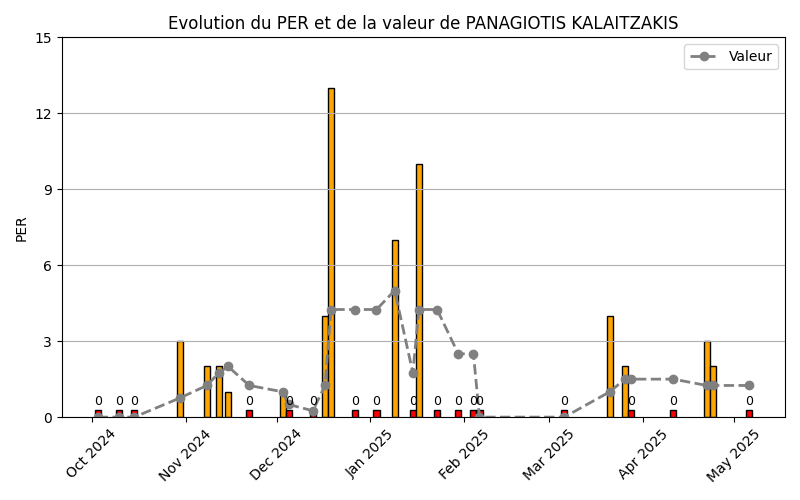 Evolution du PER et de la valeur de PANAGIOTIS KALAITZAKIS
Valeur
PER
15
12
9
6
3
0
0 0 0 0 0 0 0 0 0 0 0 0 0 0 0 0 0
Oct 2024
Nov 2024
Dec 2024
Jan 2025
Feb 2025
Mar 2025
Apr 2025
May 2025